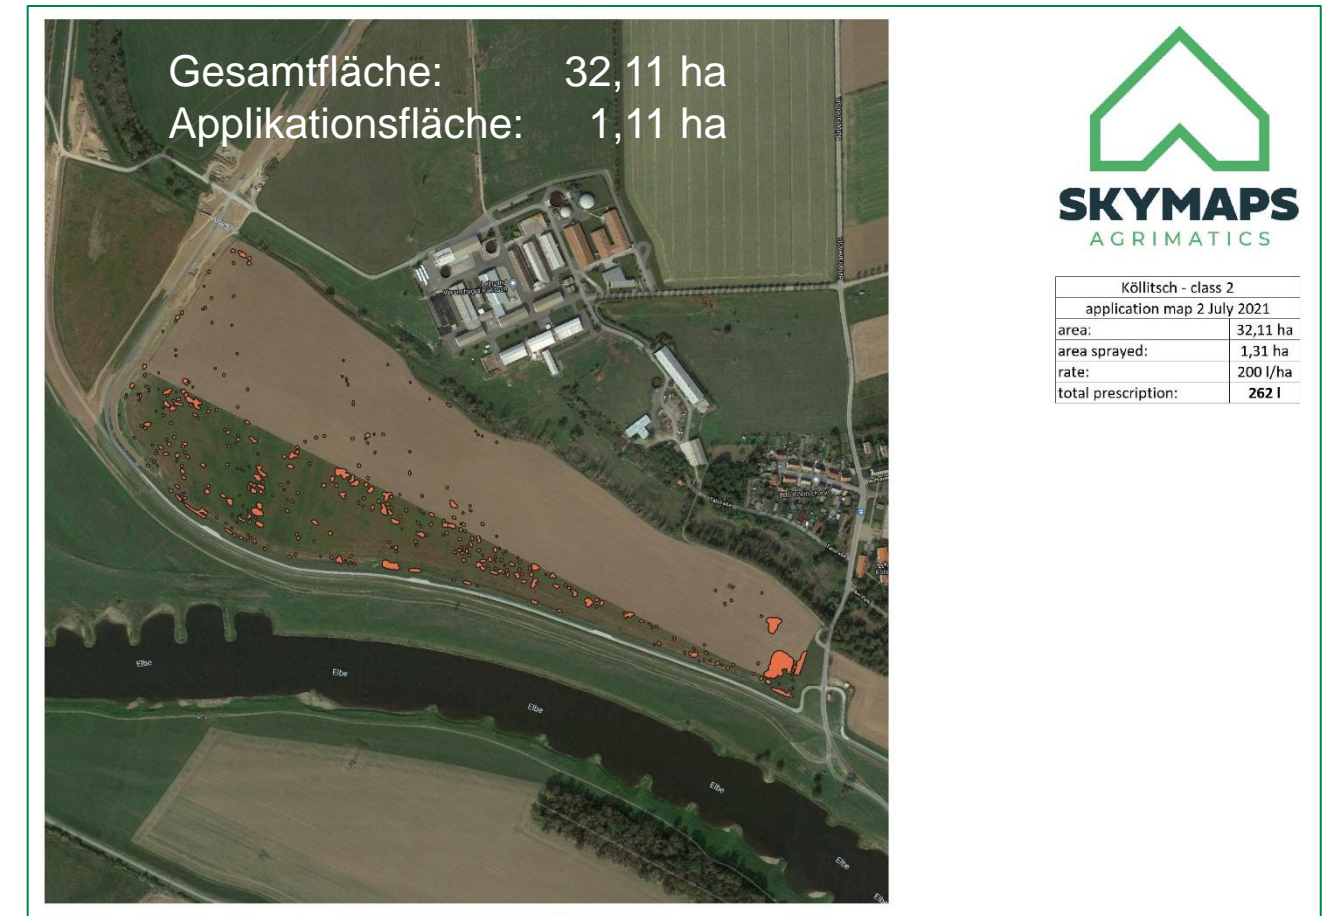 Gesamtfläche: 32,11 ha
Applikationsfläche: 1,11 ha
SKYMAPS
AGRIMATICS
Köllitsch - class 2
application map 2 July 2021
area: 32,11 ha
area sprayed: 1,31 ha
rate: 200 l/ha
total prescription: 262 l
Elbe
Elbe
Elbe
Elbe
Elbe